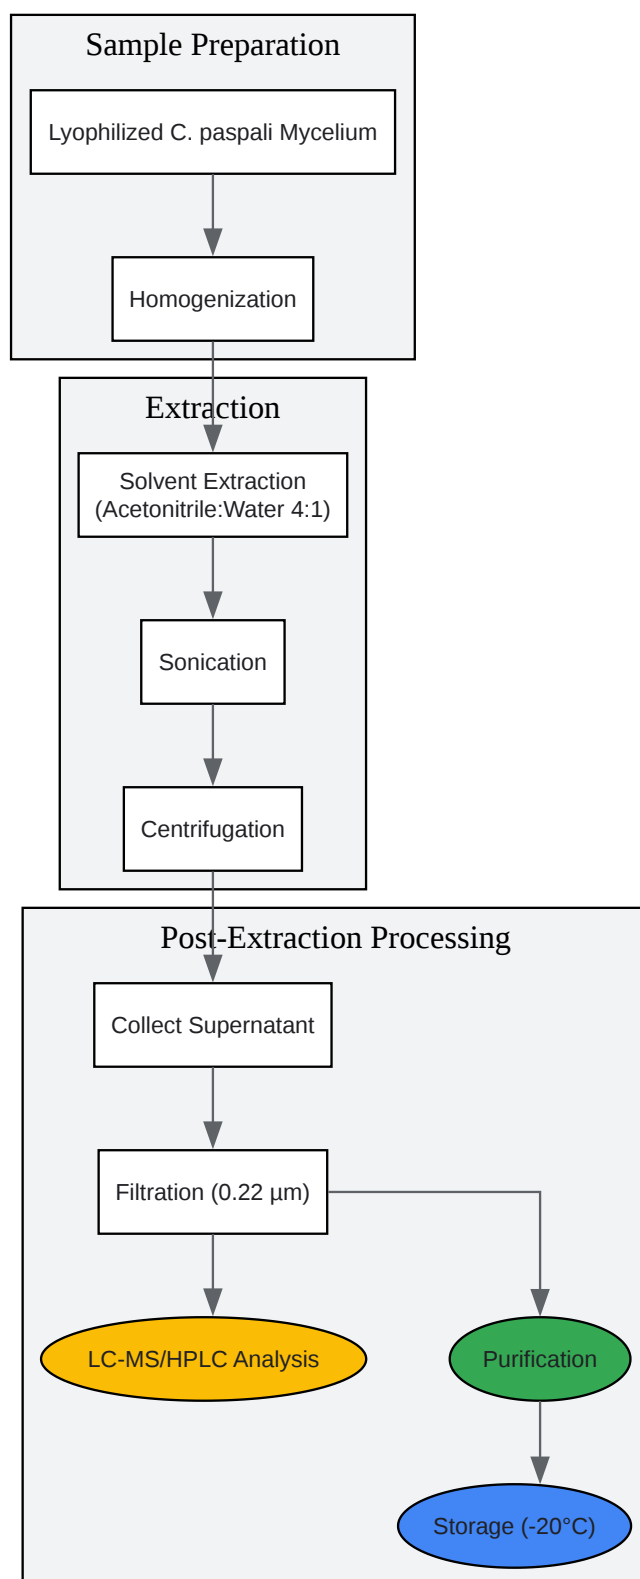 Sample Preparation
Lyophilized C. paspali Mycelium
Homogenization
Extraction
Solvent Extraction
(Acetonitrile:Water 4:1)
Sonication
Centrifugation
Post-Extraction Processing
Collect Supernatant
Filtration (0.22 µm)
LC-MS/HPLC Analysis
Purification
Storage (-20°C)